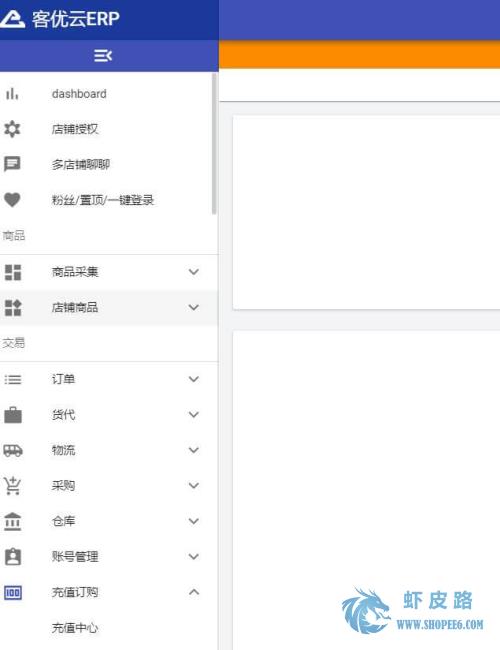 客优云ERP
dashboard
店铺授权
多店铺聊聊
粉丝/置顶/一键登录
商品
商品采集
店铺商品
交易
订单
货代
物流
采购
仓库
账号管理
100
充值订购
充值中心
虾皮路
WWW.SHOPEE6.COM